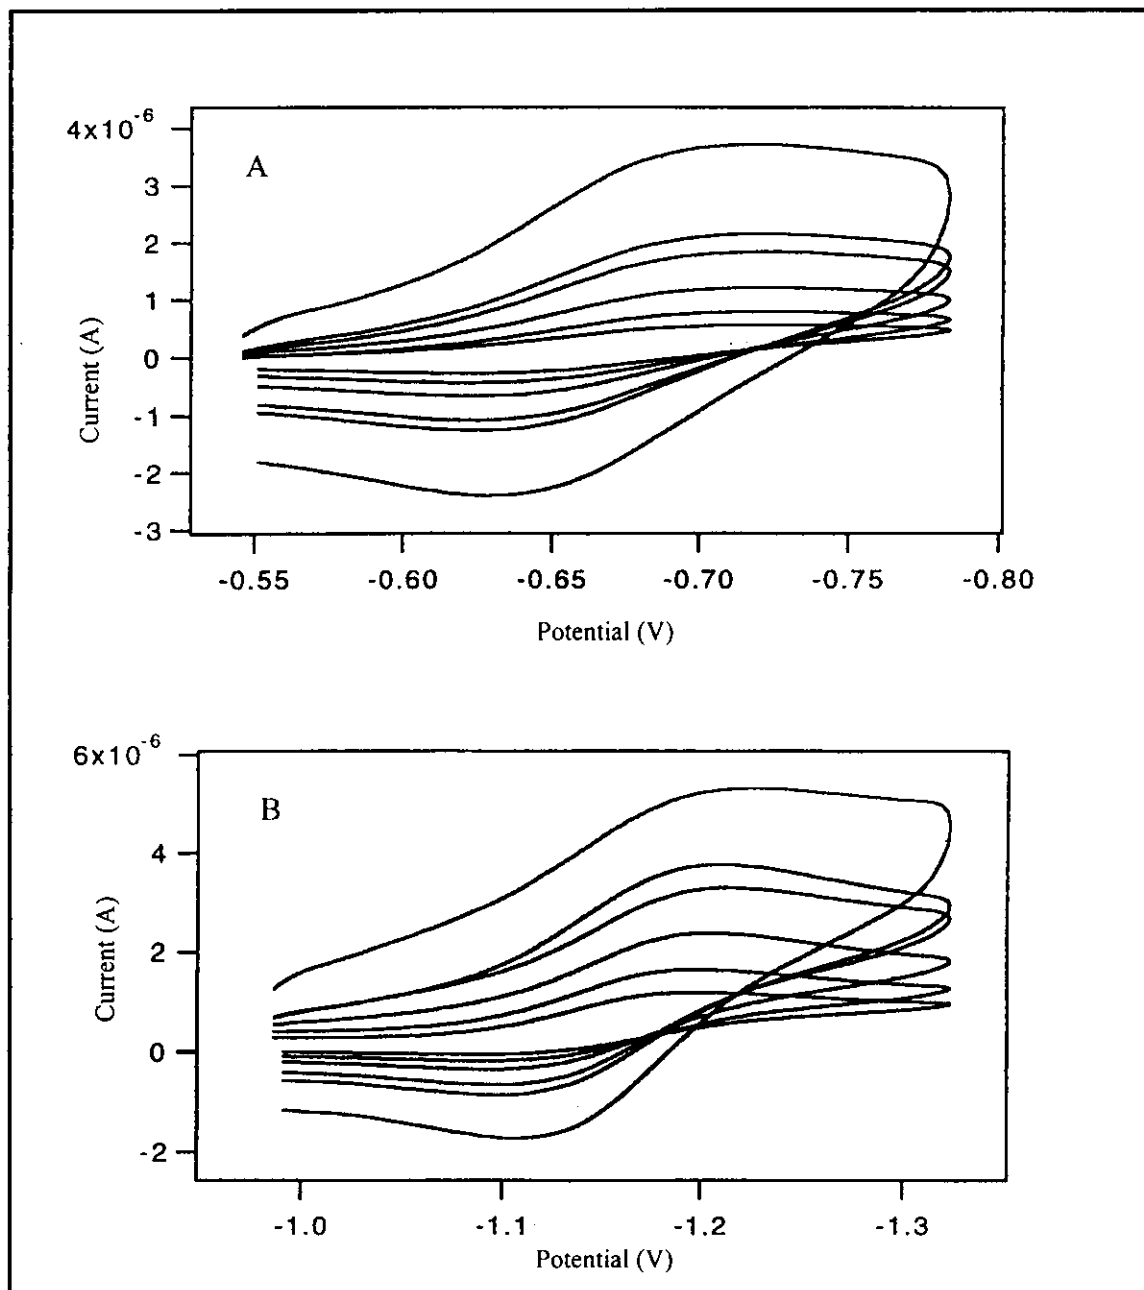 4x10-6
A
3
2
1
0
-1
-2
-3
Current (A)
-0.55 -0.60 -0.65 -0.70 -0.75 -0.80
Potential (V)
6x10-6
B
4
2
0
-2
Current (A)
-1.0 -1.1 -1.2 -1.3
Potential (V)